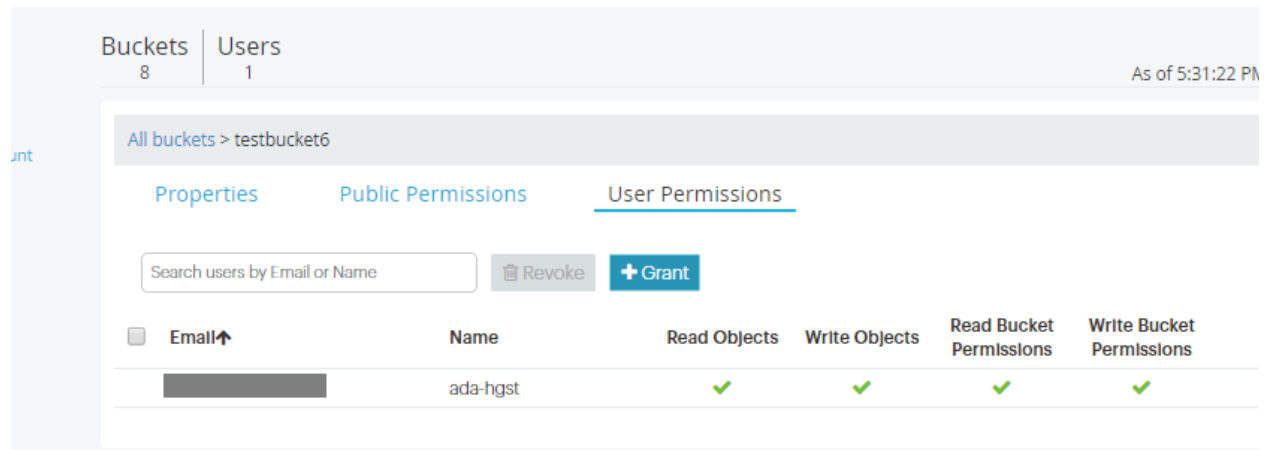 Buckets Users
8 1
As of 5:31:22 PM
All buckets > testbucket6
unt
Properties Public Permissions User Permissions
Search users by Email or Name Revoke Grant
Email Name Read Objects Write Objects Read Bucket Permissions Write Bucket Permissions
ada-hgst